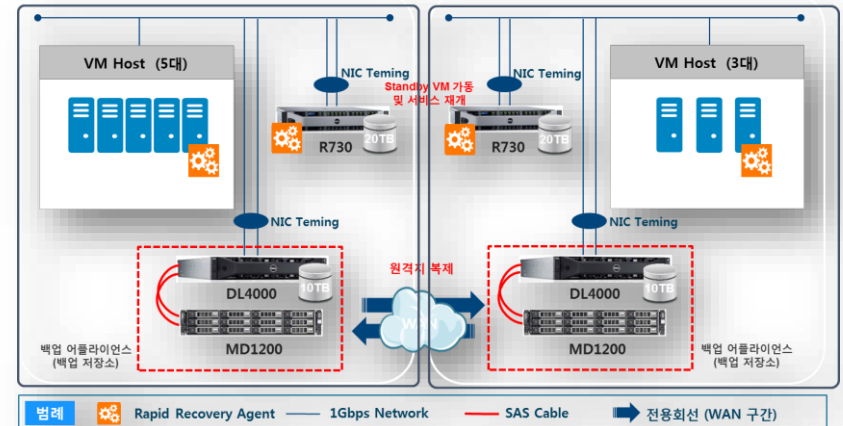 VM Host (5대)
NIC Teming
R730
20TB
NIC Teming
DL4000
10TB
MD1200
백업 어플라이언스
(백업 저장소)
Standby VM 가동
및 서비스 재개
원격지 복제
WAN
NIC Teming
R730
20TB
VM Host (3대)
NIC Teming
DL4000
10TB
MD1200
백업 어플라이언스
(백업 저장소)
범례
Rapid Recovery Agent
1Gbps Network
SAS Cable
전용회선 (WAN 구간)